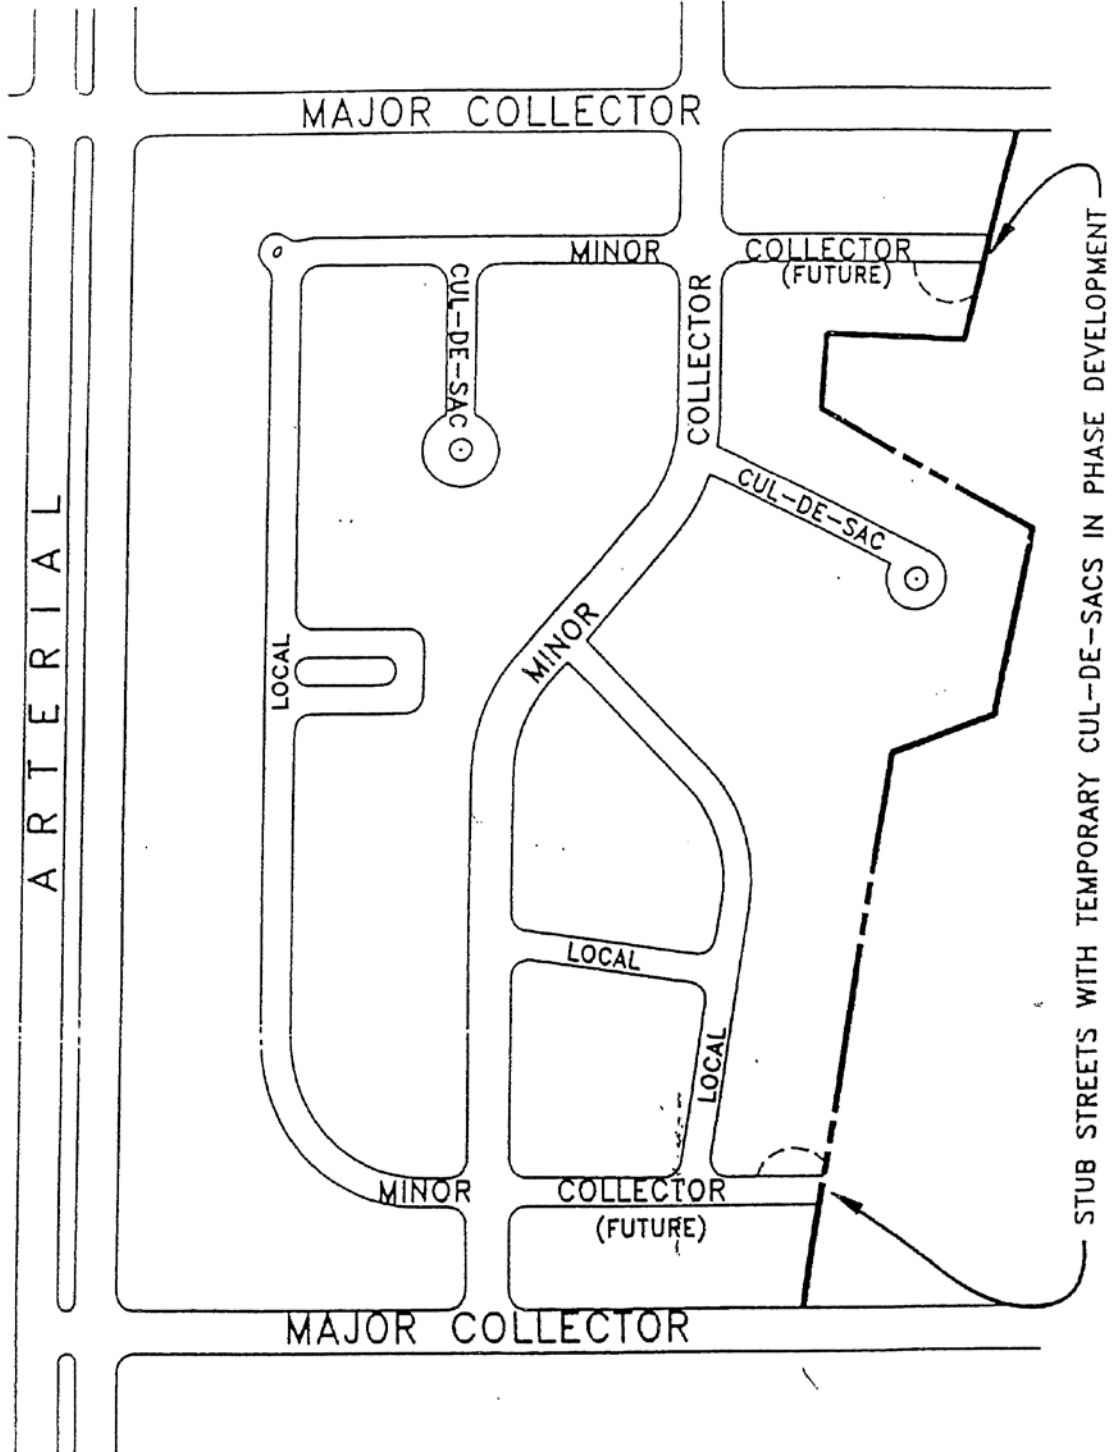 MAJOR COLLECTOR
MINOR COLLECTOR
(FUTURE)
CUL-DE-SAC
COLLECTOR
CUL-DE-SAC
STUB STREETS WITH TEMPORARY CUL-DE-SACS IN PHASE DEVELOPMENT
ARTERIAL
LOCAL
MINOR
LOCAL
LOCAL
MINOR COLLECTOR
(FUTURE)
MAJOR COLLECTOR